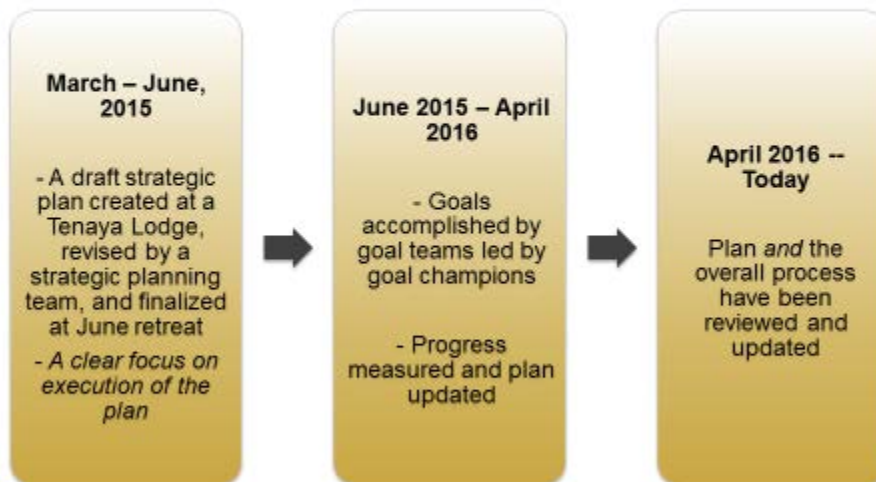 March – June,
2015
- A draft strategic
plan created at a
Tenaya Lodge,
revised by a
strategic planning
team, and finalized
at June retreat
- A clear focus on
execution of the
plan
June 2015 – April
2016
- Goals
accomplished by
goal teams led by
goal champions
- Progress
measured and plan
updated
April 2016 --
Today
Plan and the
overall process
have been
reviewed and
updated